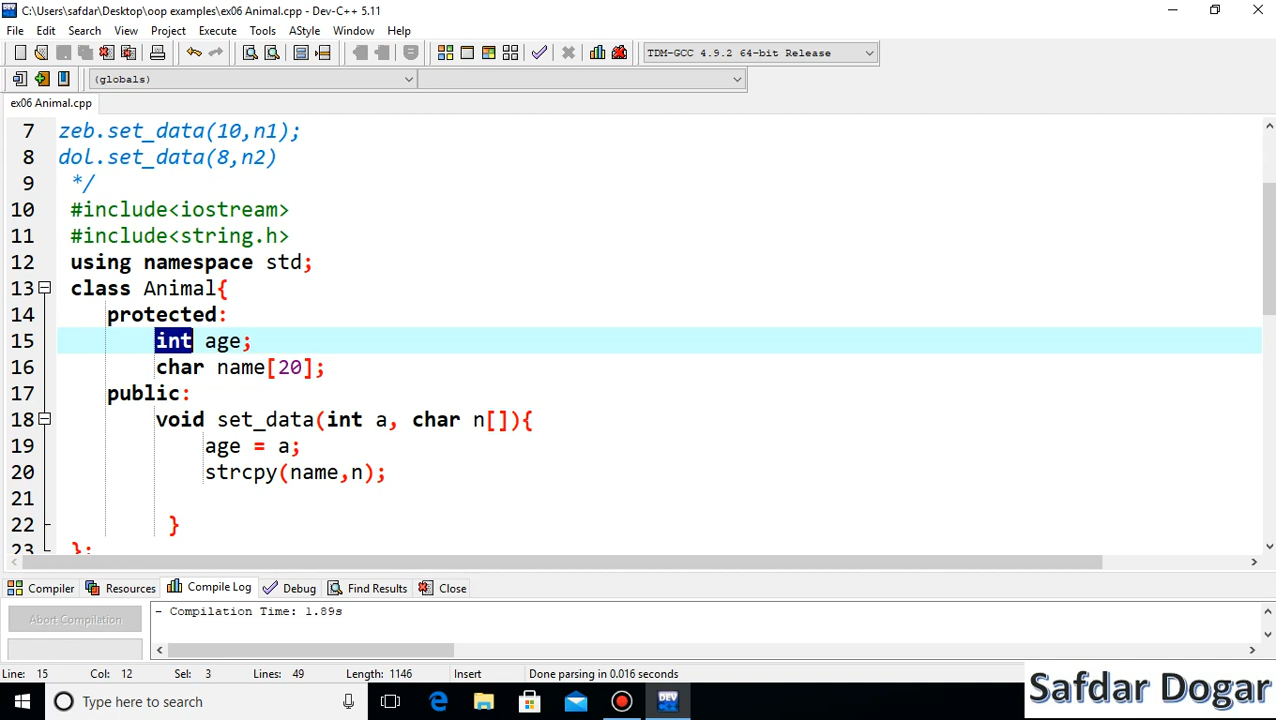 C:\Users\safdar\Desktop\oop examples\ex06 Animal.cpp - Dev-C++ 5.11
File Edit Search View Project Execute Tools AStyle Window Help
TDM-GCC 4.9.2 64-bit Release
(globals)
ex06 Animal.cpp
7 zeb.set_data(10,n1);
8 dol.set_data(8,n2)
9 */
10 #include<iostream>
11 #include<string.h>
12 using namespace std;
13 class Animal{
14 protected:
15 int age;
16 char name[20];
17 public:
18 void set_data(int a, char n[]){
19 age = a;
20 strcpy(name,n);
21
22 }
23 };
Compiler Resources Compile Log Debug Find Results Close
Abort Compilation
- Compilation Time: 1.89s
Line: 15 Col: 12 Sel: 3 Lines: 49 Length: 1146 Insert Done parsing in 0.016 seconds
Type here to search
DEV
Safdar Dogar